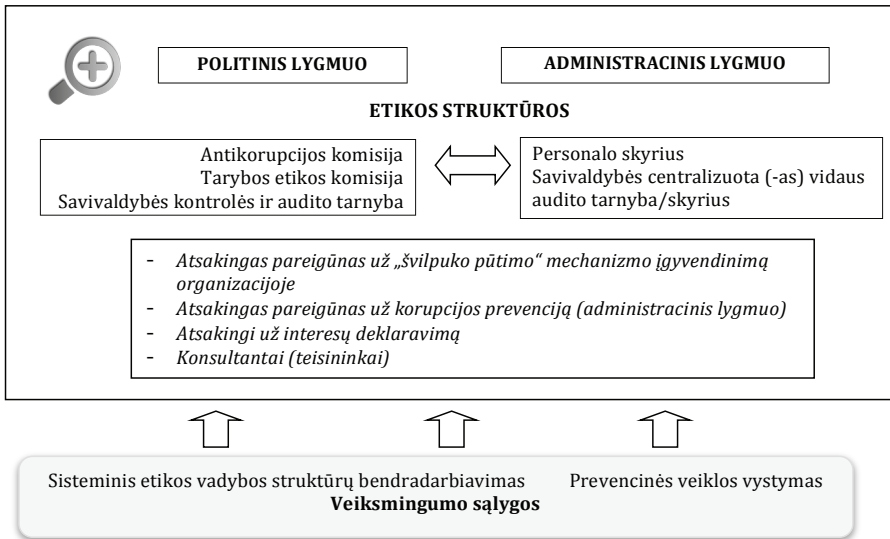 POLITINIS LYGMUO
ADMINISTRACINIS LYGMUO
ETIKOS STRUKTŪROS
Antikorupcijos komisija
Tarybos etikos komisija
Savivaldybės kontrolės ir audito tarnyba
Personalo skyrius
Savivaldybės centralizuota (-as) vidaus
audito tarnyba/skyrius
- Atsakingas pareigūnas už „švilpuko pūtimo“ mechanizmo įgyvendinimą
organizacijoje
- Atsakingas pareigūnas už korupcijos prevenciją (administracinis lygmuo)
- Atsakingi už interesų deklaravimą
- Konsultantai (teisininkai)
Sisteminis etikos vadybos struktūrų bendradarbiavimas
Prevencinės veiklos vystymas
Veiksmingumo sąlygos